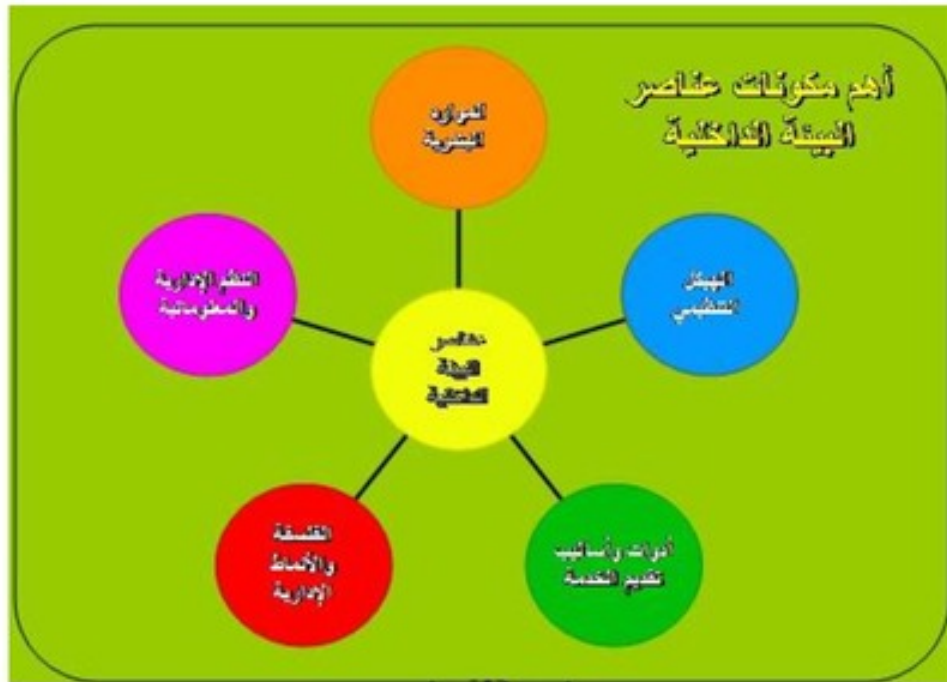 أهم مكونات عناصر
البيئة الداخلية
الموارد
البشرية
الهيكل
التنظيمي
النظم الإدارية
والمعلوماتية
عناصر
البيئة
الداخلية
أدوات وأساليب
تقديم الخدمة
الفلسفة
والأنماط
الإدارية